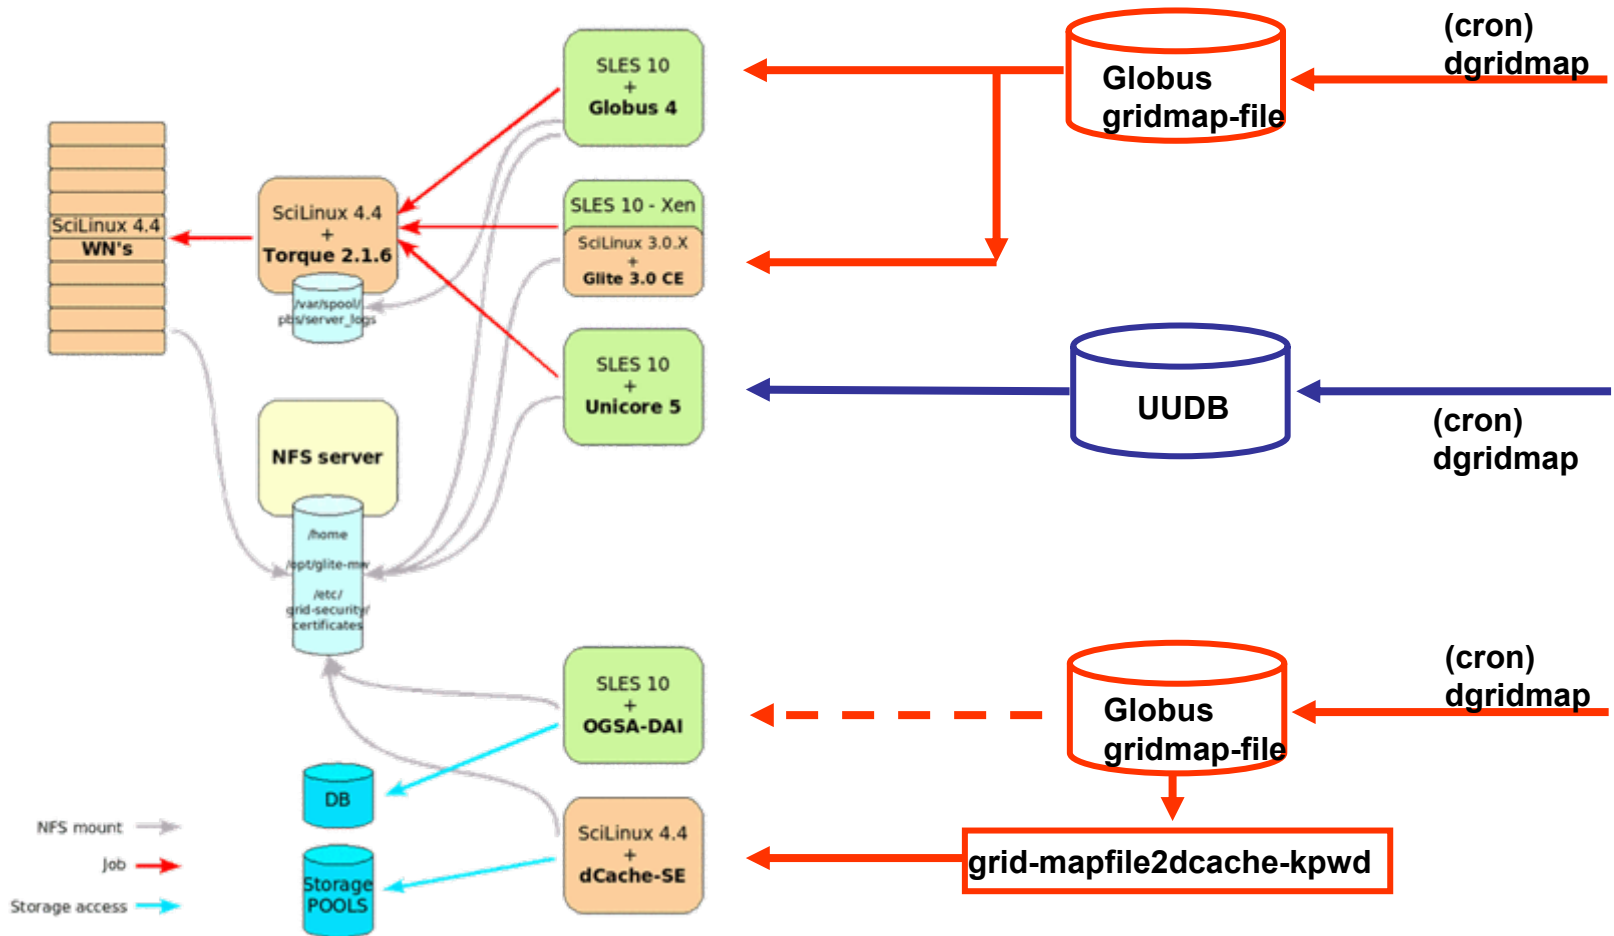 SLES 10
+
Globus 4
Globus
gridmap-file
(cron)
dgridmap
SciLinux 4.4
WN's
SciLinux 4.4
+
Torque 2.1.6
/var/spool/
pbs/server_logs
SLES 10 - Xen
SciLinux 3.0.X
+
Glite 3.0 CE
SLES 10
+
Unicore 5
UUDB
(cron)
dgridmap
NFS server
/home
/opt/glite-mw
/etc/
grid-security/
certificates
SLES 10
+
OGSA-DAI
Globus
gridmap-file
(cron)
dgridmap
DB
Storage
POOLS
SciLinux 4.4
+
dCache-SE
grid-mapfile2dcache-kpwd
NFS mount
Job
Storage access